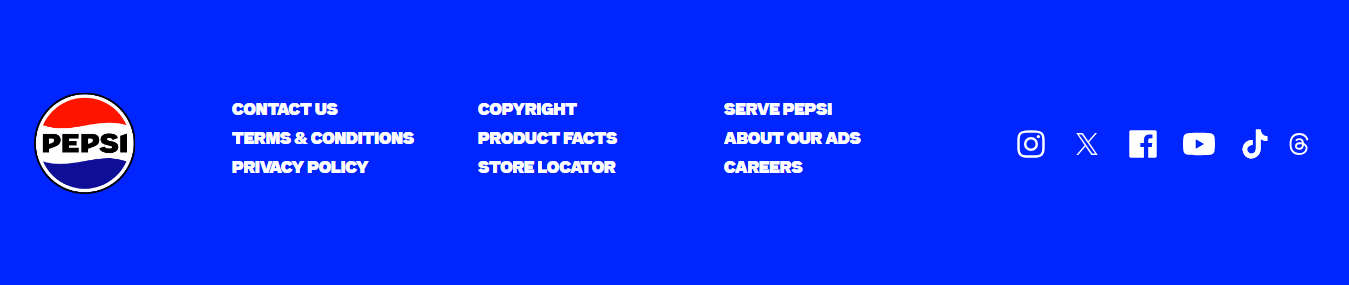 PEPSI
CONTACT US
TERMS & CONDITIONS
PRIVACY POLICY
COPYRIGHT
PRODUCT FACTS
STORE LOCATOR
SERVE PEPSI
ABOUT OUR ADS
CAREERS